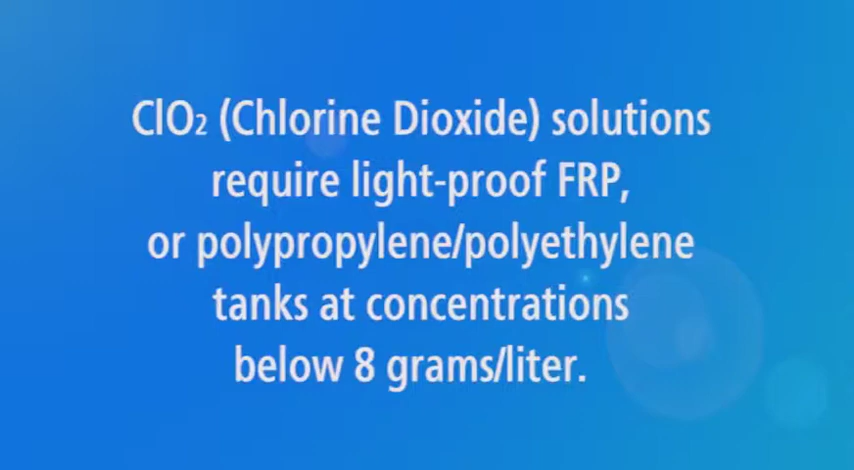 ClO₂ (Chlorine Dioxide) solutions
require light-proof FRP,
or polypropylene/polyethylene
tanks at concentrations
below 8 grams/liter.